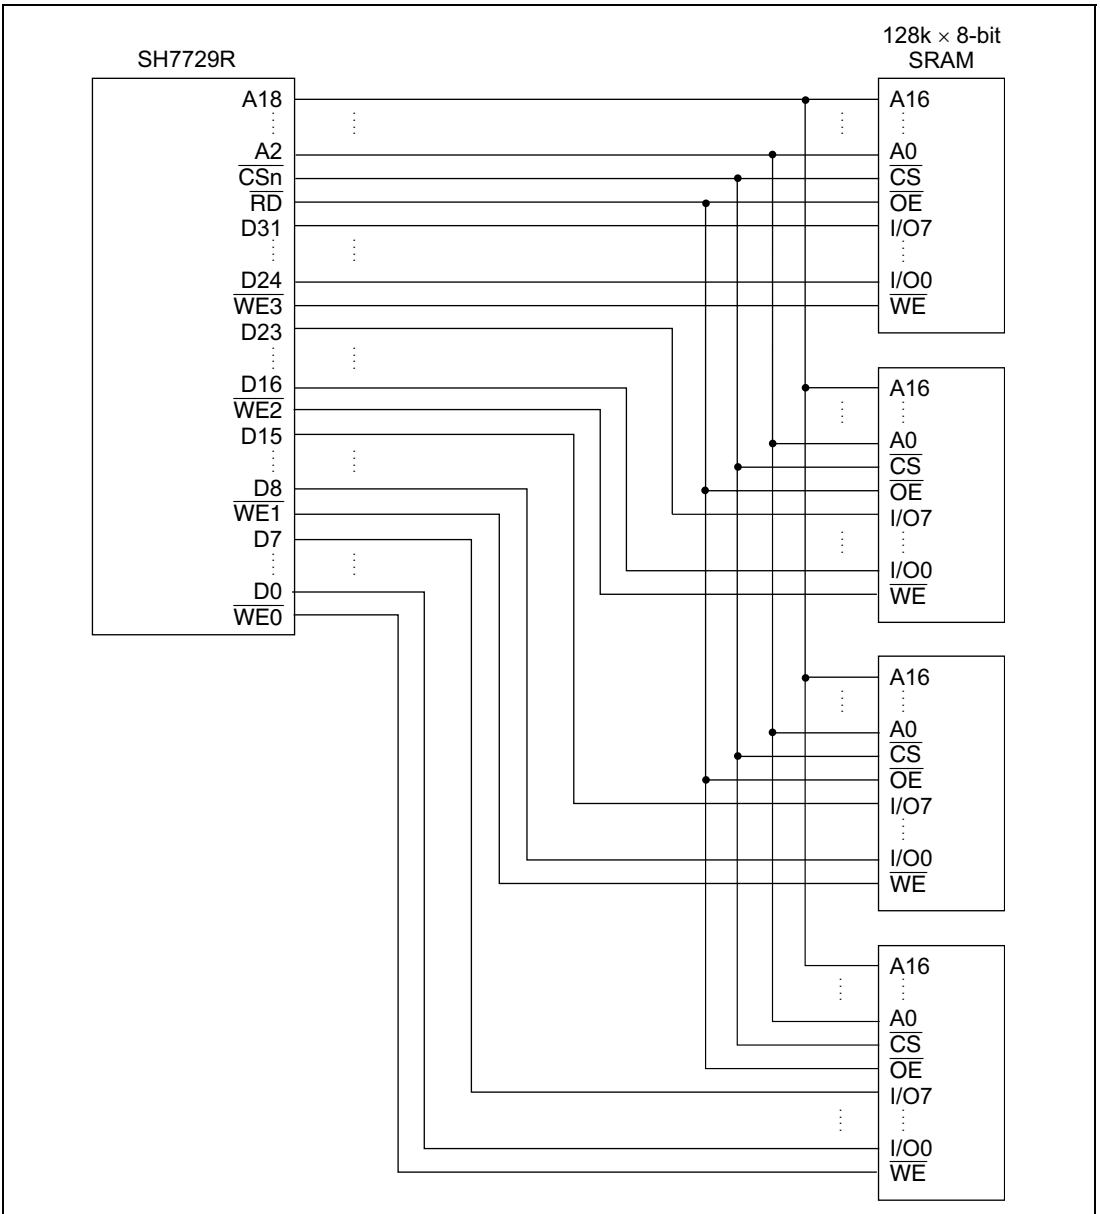 SH7729R
A18
A2
CSn
RD
D31
D24
WE3
D23
D16
WE2
D15
D8
WE1
D7
D0
WE0
128k × 8-bit
SRAM
A16
A0
CS
OE
I/O7
I/O0
WE
A16
A0
CS
OE
I/O7
I/O0
WE
A16
A0
CS
OE
I/O7
I/O0
WE
A16
A0
CS
OE
I/O7
I/O0
WE